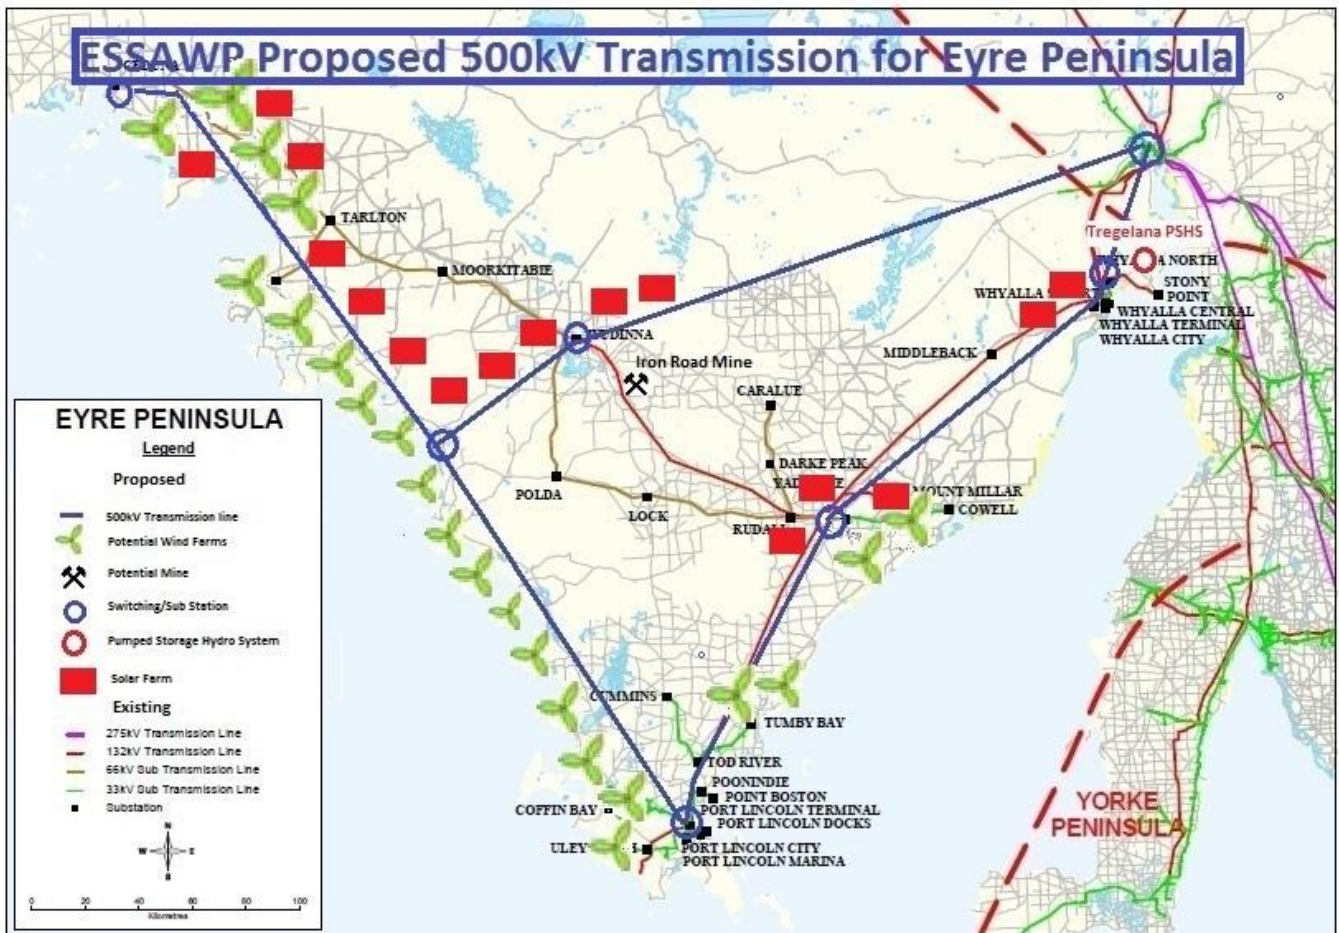 ESSAWP Proposed 500kV Transmission for Eyre Peninsula
TARLTON
MOORKITABIE
Tregelana PSHS
NORTH
STONY
POINT
WHYALLA
WHYALLA CENTRAL
WHYALLA TERMINAL
WHYALLA CITY
MIDDLEBACK
Iron Road Mine
CARALUE
DARKE PEAK
MOUNT MILLAR
COWELL
POLDA
LOCK
EYRE PENINSULA
Legend
Proposed
500kV Transmission line
Potential Wind Farms
Potential Mine
Switching/Sub Station
Pumped Storage Hydro System
Solar Farm
Existing
275kV Transmission Line
132kV Transmission Line
66kV Sub Transmission Line
33kV Sub Transmission Line
Substation
N
W E
S
0 20 40 60 80 100
Kilometres
CUMMINS
TUMBY BAY
TOD RIVER
POONINDIE
POINT BOSTON
COFFIN BAY
PORT LINCOLN TERMINAL
PORT LINCOLN DOCKS
ULEY
PORT LINCOLN CITY
PORT LINCOLN MARINA
YORKE
PENINSULA